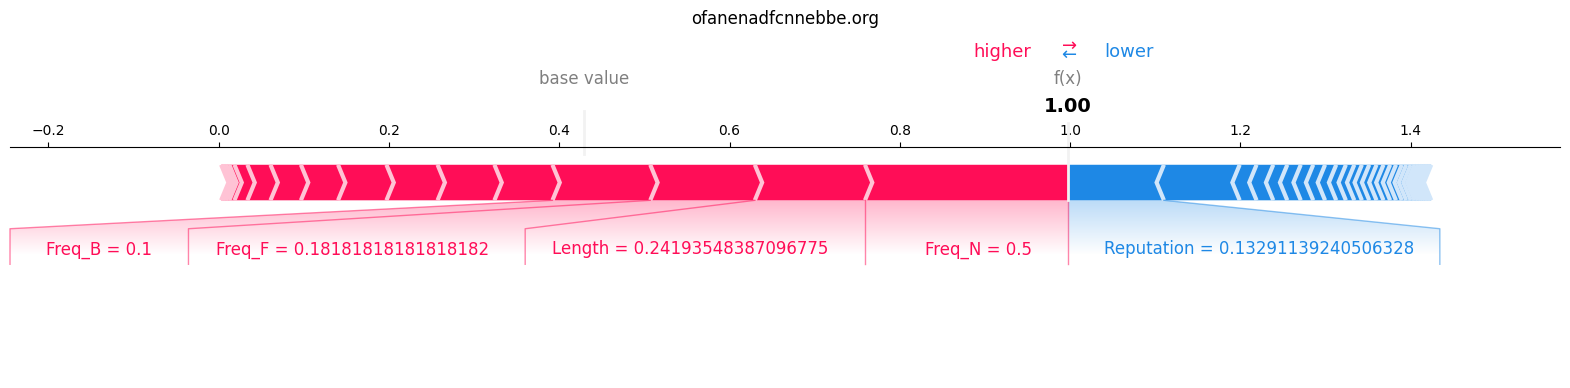 ofanenadfcnnebbe.org
higher ⇄ lower
base value f(x)
1.00
−0.2 0.0 0.2 0.4 0.6 0.8 1.0 1.2 1.4
Freq_B = 0.1 Freq_F = 0.18181818181818182 Length = 0.24193548387096775 Freq_N = 0.5 Reputation = 0.13291139240506328